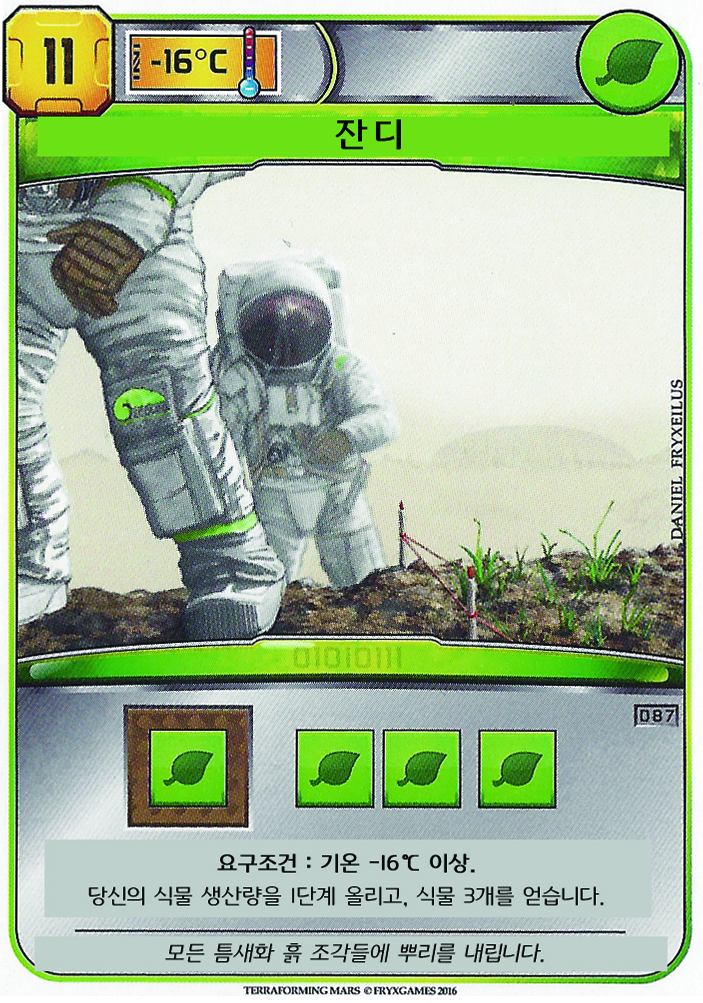 11
-16°C
잔디
DANIEL FRYXEILUS
01010111
087
요구조건 : 기온 -16℃ 이상.
당신의 식물 생산량을 1단계 올리고, 식물 3개를 얻습니다.
모든 틈새화 흙 조각들에 뿌리를 내립니다.
TERRAFORMING MARS © FRYXGAMES 2016